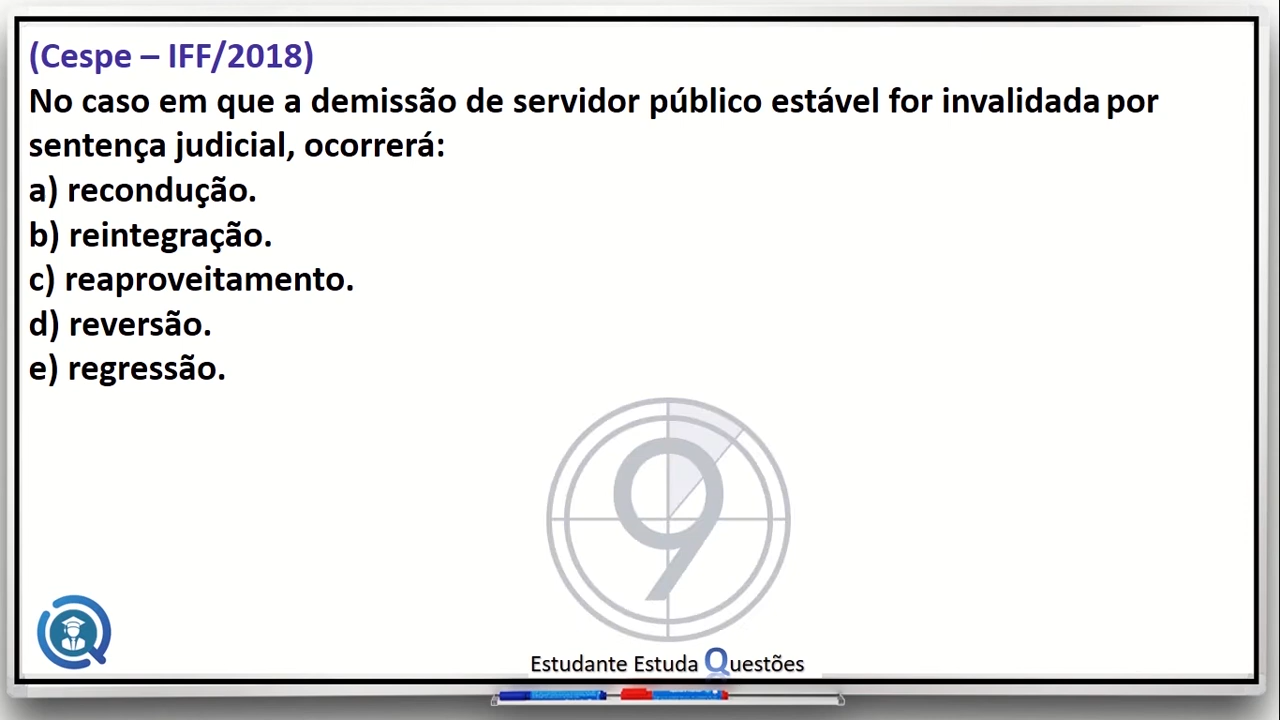 (Cespe – IFF/2018)
No caso em que a demissão de servidor público estável for invalidada por
sentença judicial, ocorrerá:
a) recondução.
b) reintegração.
c) reaproveitamento.
d) reversão.
e) regressão.
9
Estudante Estuda Questões